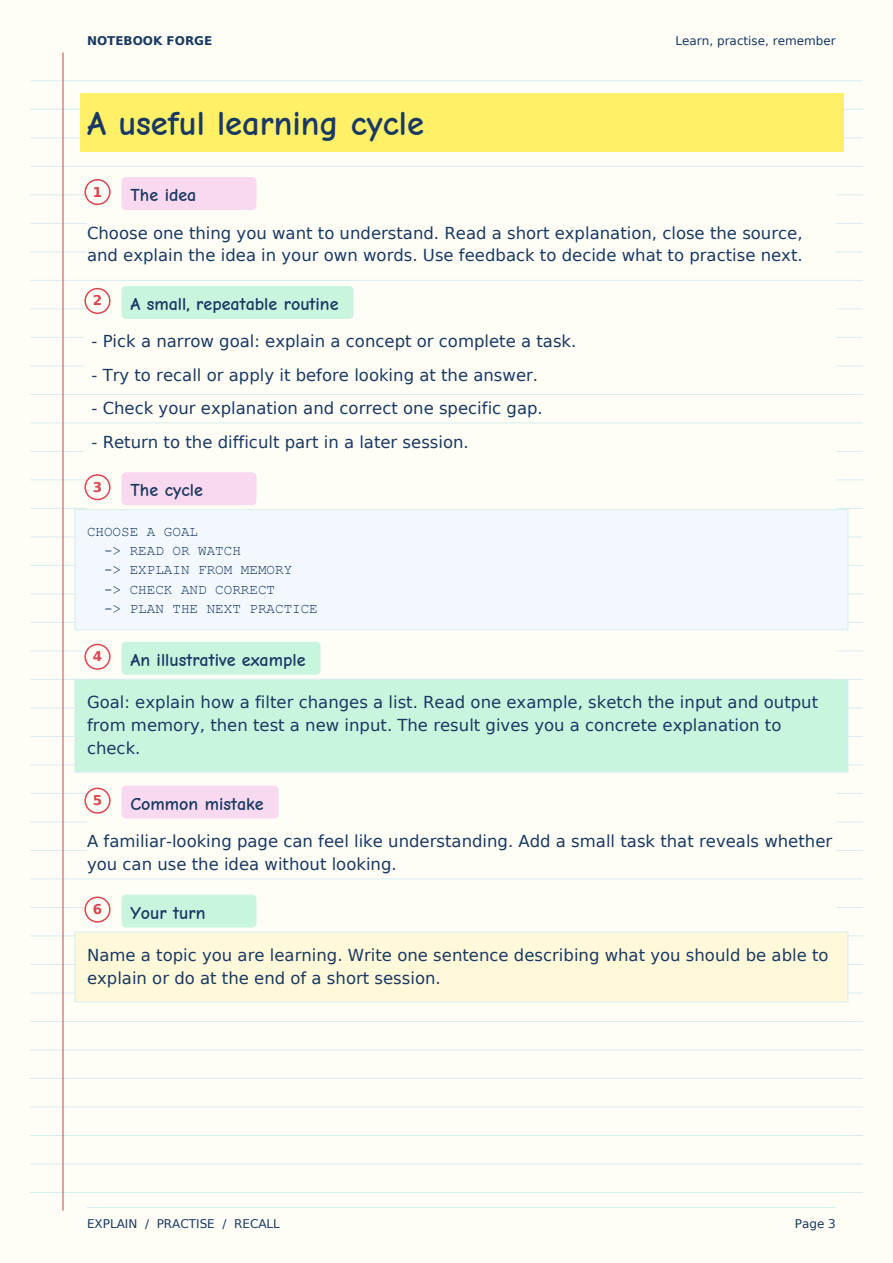 NOTEBOOK FORGE
Learn, practise, remember
A useful learning cycle
1 The idea
Choose one thing you want to understand. Read a short explanation, close the source,
and explain the idea in your own words. Use feedback to decide what to practise next.
2 A small, repeatable routine
- Pick a narrow goal: explain a concept or complete a task.
- Try to recall or apply it before looking at the answer.
- Check your explanation and correct one specific gap.
- Return to the difficult part in a later session.
3 The cycle
CHOOSE A GOAL
-> READ OR WATCH
-> EXPLAIN FROM MEMORY
-> CHECK AND CORRECT
-> PLAN THE NEXT PRACTICE
4 An illustrative example
Goal: explain how a filter changes a list. Read one example, sketch the input and output
from memory, then test a new input. The result gives you a concrete explanation to
check.
5 Common mistake
A familiar-looking page can feel like understanding. Add a small task that reveals whether
you can use the idea without looking.
6 Your turn
Name a topic you are learning. Write one sentence describing what you should be able to
explain or do at the end of a short session.
EXPLAIN / PRACTISE / RECALL
Page 3